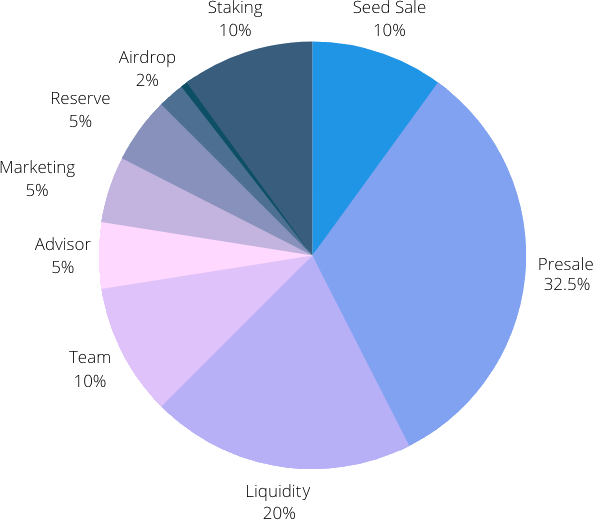 Staking
10%
Seed Sale
10%
Airdrop
2%
Reserve
5%
Marketing
5%
Advisor
5%
Presale
32.5%
Team
10%
Liquidity
20%